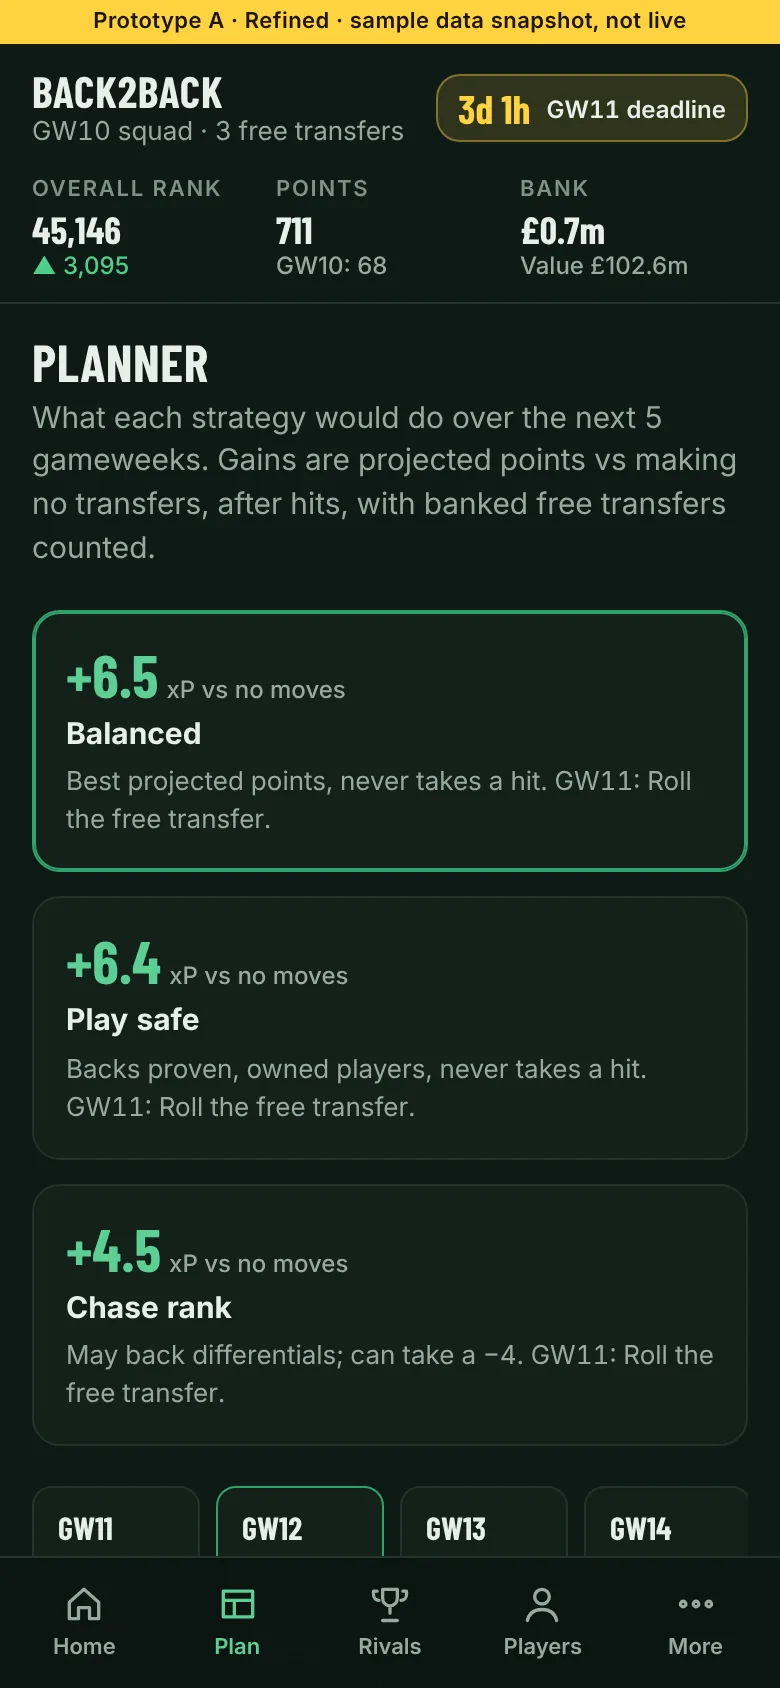 Prototype A · Refined · sample data snapshot, not live
BACK2BACK
GW10 squad · 3 free transfers
3d 1h GW11 deadline
OVERALL RANK
45,146
▲ 3,095
POINTS
711
GW10: 68
BANK
£0.7m
Value £102.6m
PLANNER
What each strategy would do over the next 5
gameweeks. Gains are projected points vs making
no transfers, after hits, with banked free transfers
counted.
+6.5 xP vs no moves
Balanced
Best projected points, never takes a hit. GW11: Roll
the free transfer.
+6.4 xP vs no moves
Play safe
Backs proven, owned players, never takes a hit.
GW11: Roll the free transfer.
+4.5 xP vs no moves
Chase rank
May back differentials; can take a −4. GW11: Roll the
free transfer.
GW11
GW12
GW13
GW14
Home
Plan
Rivals
Players
More